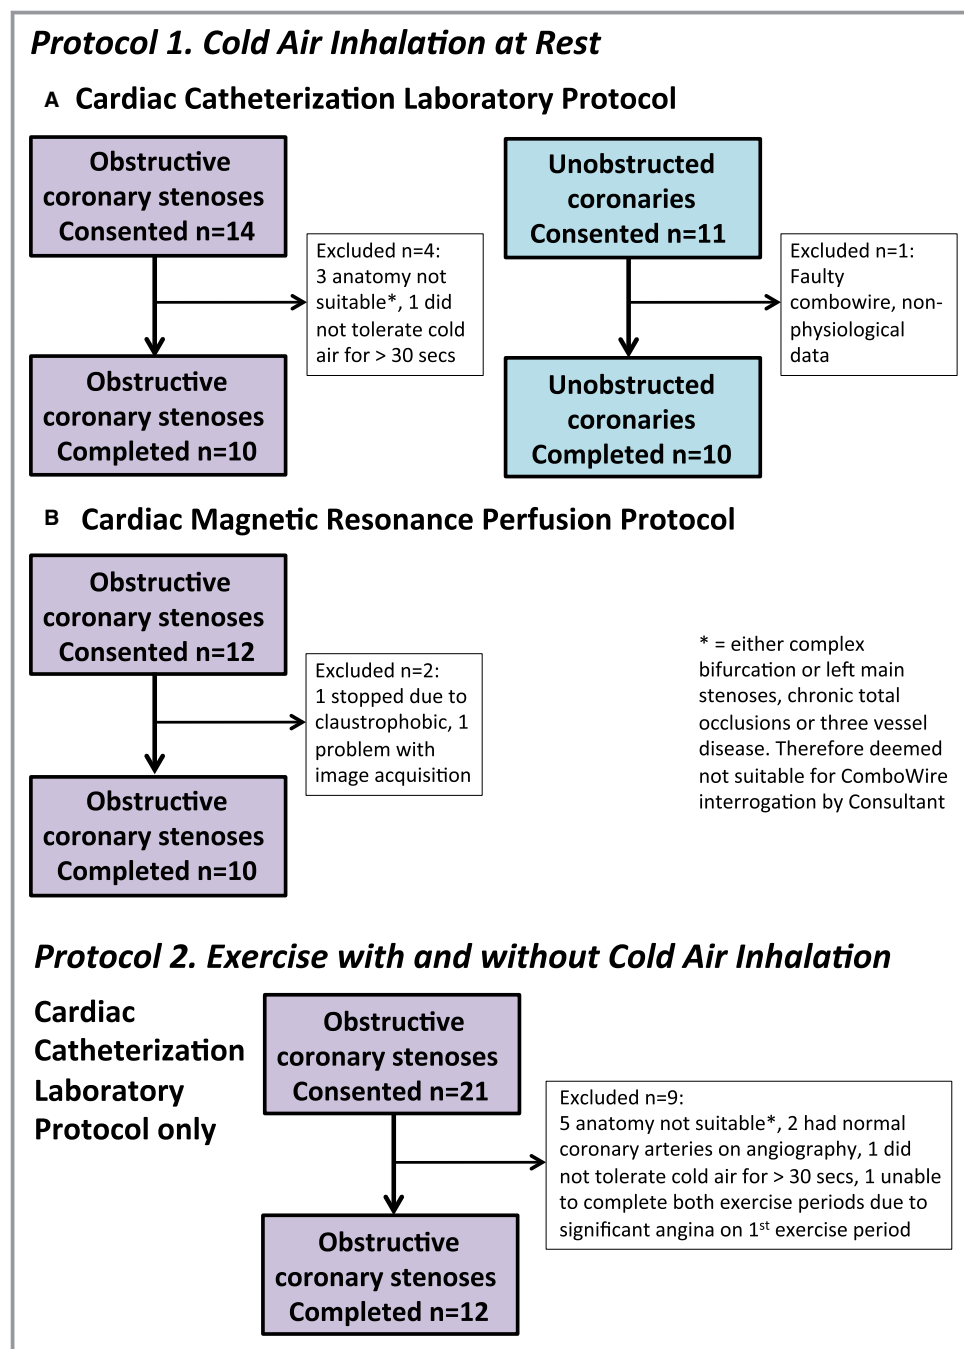 Protocol 1. Cold Air Inhalation at Rest
A Cardiac Catheterization Laboratory Protocol
Obstructive
coronary stenoses
Consented n=14
Excluded n=4:
3 anatomy not
suitable*, 1 did
not tolerate cold
air for > 30 secs
Obstructive
coronary stenoses
Completed n=10
Unobstructed
coronaries
Consented n=11
Excluded n=1:
Faulty
combowire, non-
physiological
data
Unobstructed
coronaries
Completed n=10
B Cardiac Magnetic Resonance Perfusion Protocol
Obstructive
coronary stenoses
Consented n=12
Excluded n=2:
1 stopped due to
claustrophobic, 1
problem with
image acquisition
Obstructive
coronary stenoses
Completed n=10
* = either complex
bifurcation or left main
stenoses, chronic total
occlusions or three vessel
disease. Therefore deemed
not suitable for ComboWire
interrogation by Consultant
Protocol 2. Exercise with and without Cold Air Inhalation
Cardiac
Catheterization
Laboratory
Protocol only
Obstructive
coronary stenoses
Consented n=21
Excluded n=9:
5 anatomy not suitable*, 2 had normal
coronary arteries on angiography, 1 did
not tolerate cold air for > 30 secs, 1 unable
to complete both exercise periods due to
significant angina on 1st exercise period
Obstructive
coronary stenoses
Completed n=12